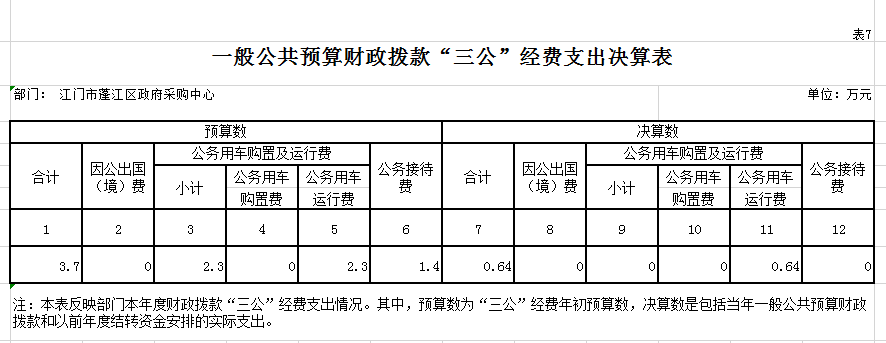 表7
一般公共预算财政拨款“三公”经费支出决算表
部门： 江门市蓬江区政府采购中心 单位：万元
预算数 决算数
合计 因公出国（境）费 公务用车购置及运行费 公务接待费 合计 因公出国（境）费 公务用车购置及运行费 公务接待费
小计 公务用车购置费 公务用车运行费 小计 公务用车购置费 公务用车运行费
1 2 3 4 5 6 7 8 9 10 11 12
3.7 0 2.3 0 2.3 1.4 0.64 0 0 0 0.64 0
注：本表反映部门本年度财政拨款“三公”经费支出情况。其中，预算数为“三公”经费年初预算数，决算数是包括当年一般公共预算财政
拨款和以前年度结转资金安排的实际支出。